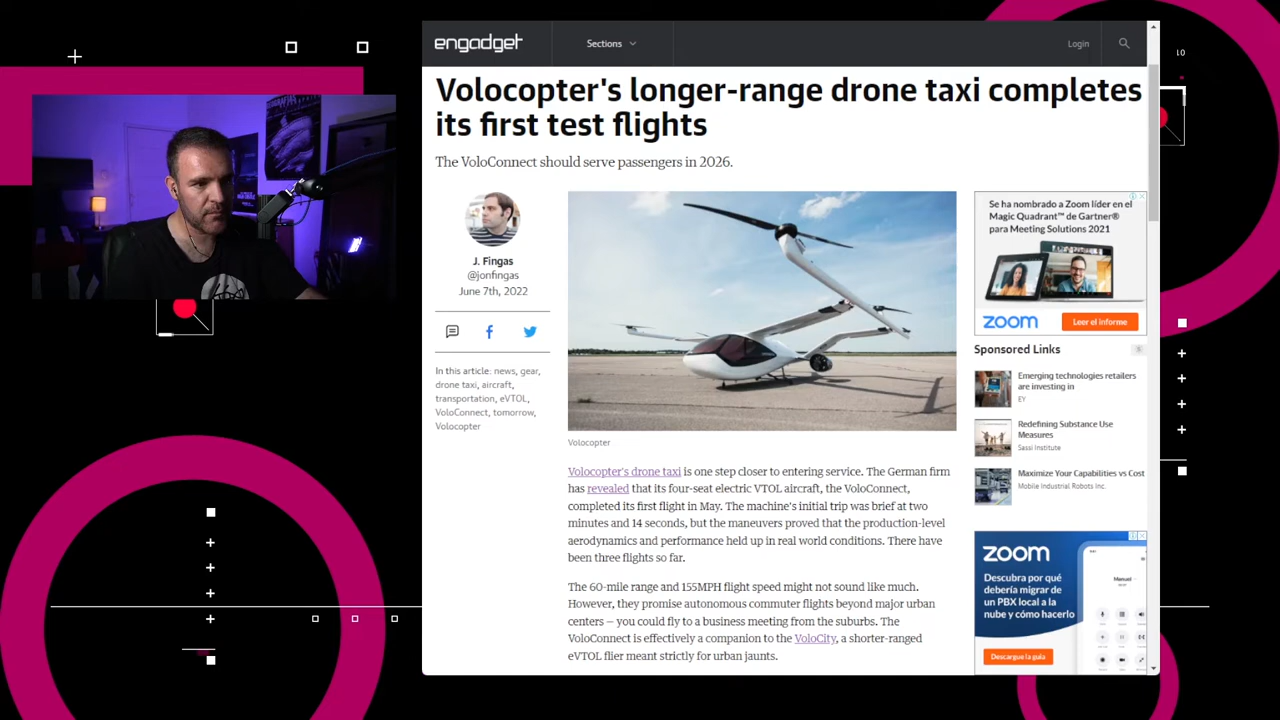 engadget
Sections
Login
Volocopter's longer-range drone taxi completes
its first test flights
The VoloConnect should serve passengers in 2026.
J. Fingas
@jonfingas
June 7th, 2022
In this article: news, gear,
drone taxi, aircraft,
transportation, eVTOL,
VoloConnect, tomorrow,
Volocopter
Volocopter
Volocopter's drone taxi is one step closer to entering service. The German firm
has revealed that its four-seat electric VTOL aircraft, the VoloConnect,
completed its first flight in May. The machine's initial trip was brief at two
minutes and 14 seconds, but the maneuvers proved that the production-level
aerodynamics and performance held up in real world conditions. There have
been three flights so far.
The 60-mile range and 155MPH flight speed might not sound like much.
However, they promise autonomous commuter flights beyond major urban
centers — you could fly to a business meeting from the suburbs. The
VoloConnect is effectively a companion to the VoloCity, a shorter-ranged
eVTOL flier meant strictly for urban jaunts.
Se ha nombrado a Zoom líder en el
Magic Quadrant™ de Gartner®
para Meeting Solutions 2021
zoom
Leer el informe
Sponsored Links
Emerging technologies retailers
are investing in
EY
Redefining Substance Use
Measures
Sassi Institute
Maximize Your Capabilities vs Cost
Mobile Industrial Robots Inc.
zoom
Descubra por qué
debería migrar de
un PBX local a la
nube y cómo hacerlo
Descargue la guía
Manuel
10